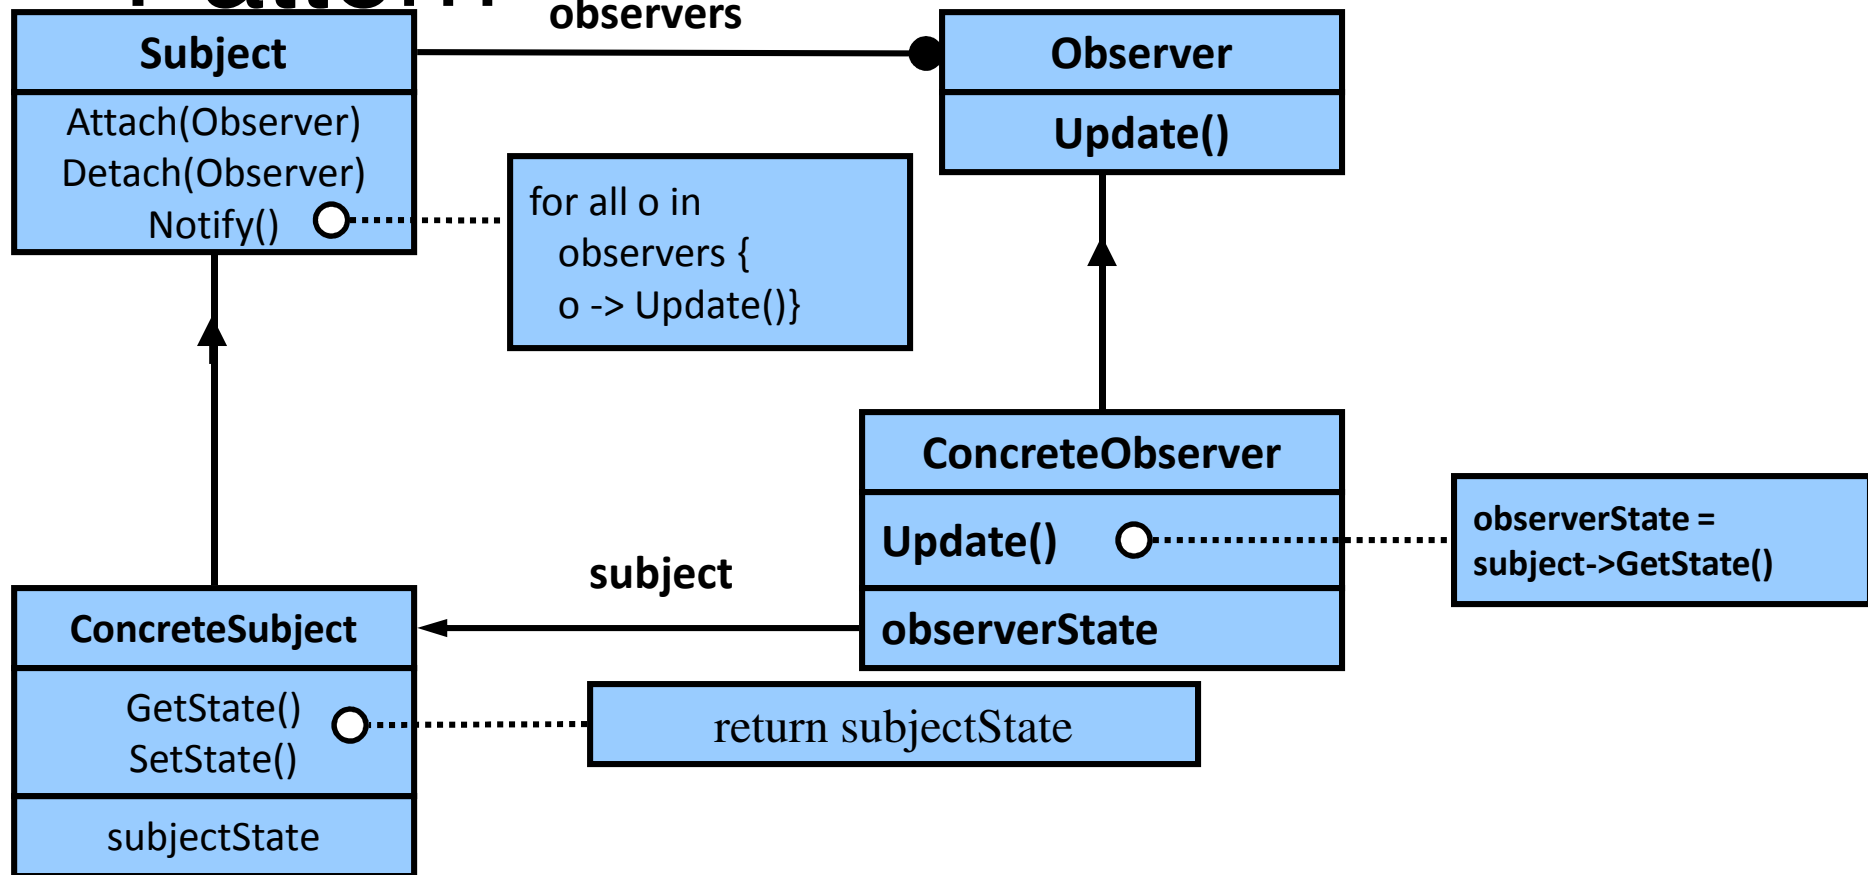 Pattern
observers
Subject
Attach(Observer)
Detach(Observer)
Notify()
for all o in
observers {
o -> Update()}
Observer
Update()
ConcreteObserver
Update()
observerState
observerState =
subject->GetState()
subject
ConcreteSubject
GetState()
SetState()
subjectState
return subjectState